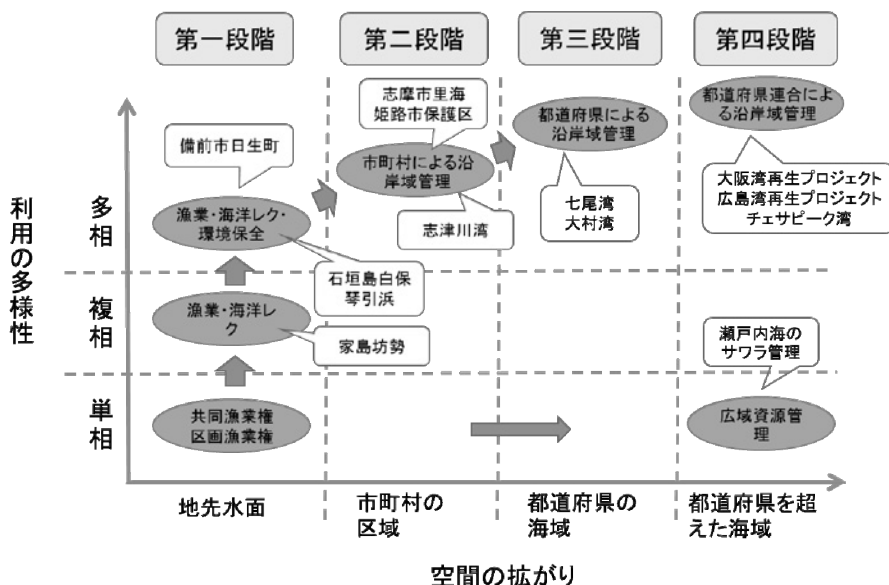 第一段階
第二段階
第三段階
第四段階
志摩市里海
姫路市保護区
都道府県による
沿岸域管理
都道府県連合によ
る沿岸域管理
備前市日生町
市町村による沿
岸域管理
大阪湾再生プロジェクト
広島湾再生プロジェクト
チェサピーク湾
七尾湾
大村湾
志津川湾
漁業・海洋レク・
環境保全
石垣島白保
琴引浜
漁業・海洋レ
ク
家島坊勢
瀬戸内海の
サワラ管理
共同漁業権
区画漁業権
広域資源管
理
利用の多様性
多相
複相
単相
地先水面
市町村の
区域
都道府県の
海域
都道府県を超
えた海域
空間の拡がり